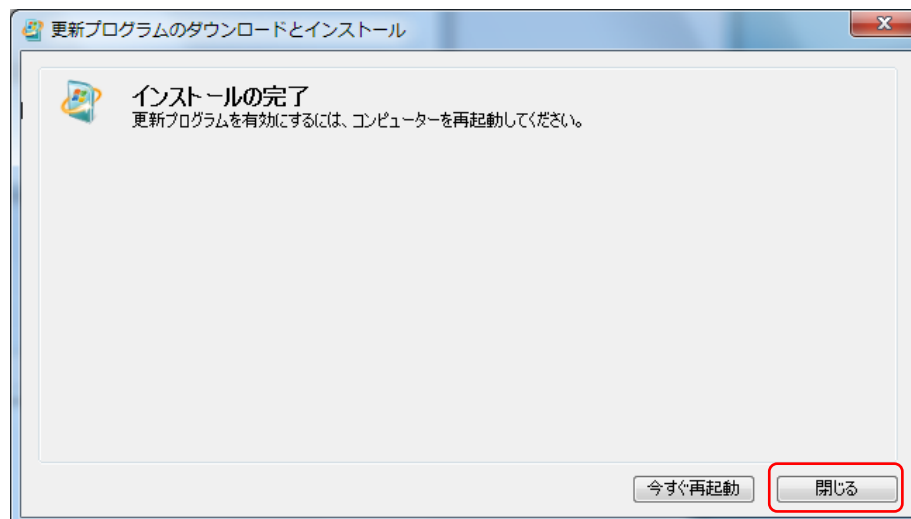 更新プログラムのダウンロードとインストール
インストールの完了
更新プログラムを有効にするには、コンピューターを再起動してください。
今すぐ再起動
閉じる